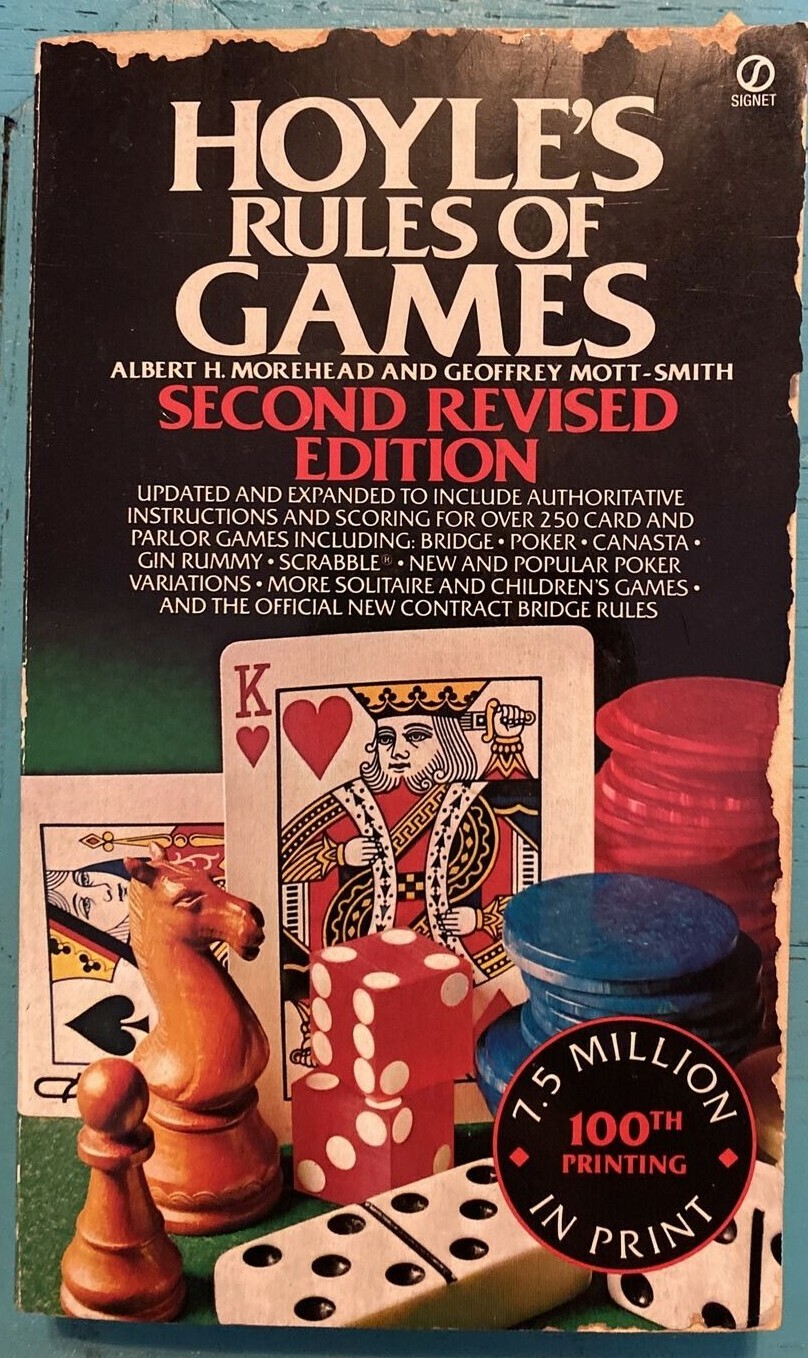 SIGNET
HOYLE'S
RULES OF
GAMES
ALBERT H. MOREHEAD AND GEOFFREY MOTT-SMITH
SECOND REVISED
EDITION
UPDATED AND EXPANDED TO INCLUDE AUTHORITATIVE
INSTRUCTIONS AND SCORING FOR OVER 250 CARD AND
PARLOR GAMES INCLUDING: BRIDGE • POKER • CANASTA •
GIN RUMMY • SCRABBLE® • NEW AND POPULAR POKER
VARIATIONS • MORE SOLITAIRE AND CHILDREN'S GAMES •
AND THE OFFICIAL NEW CONTRACT BRIDGE RULES
K
Q
7.5 MILLION
100TH
PRINTING
IN PRINT